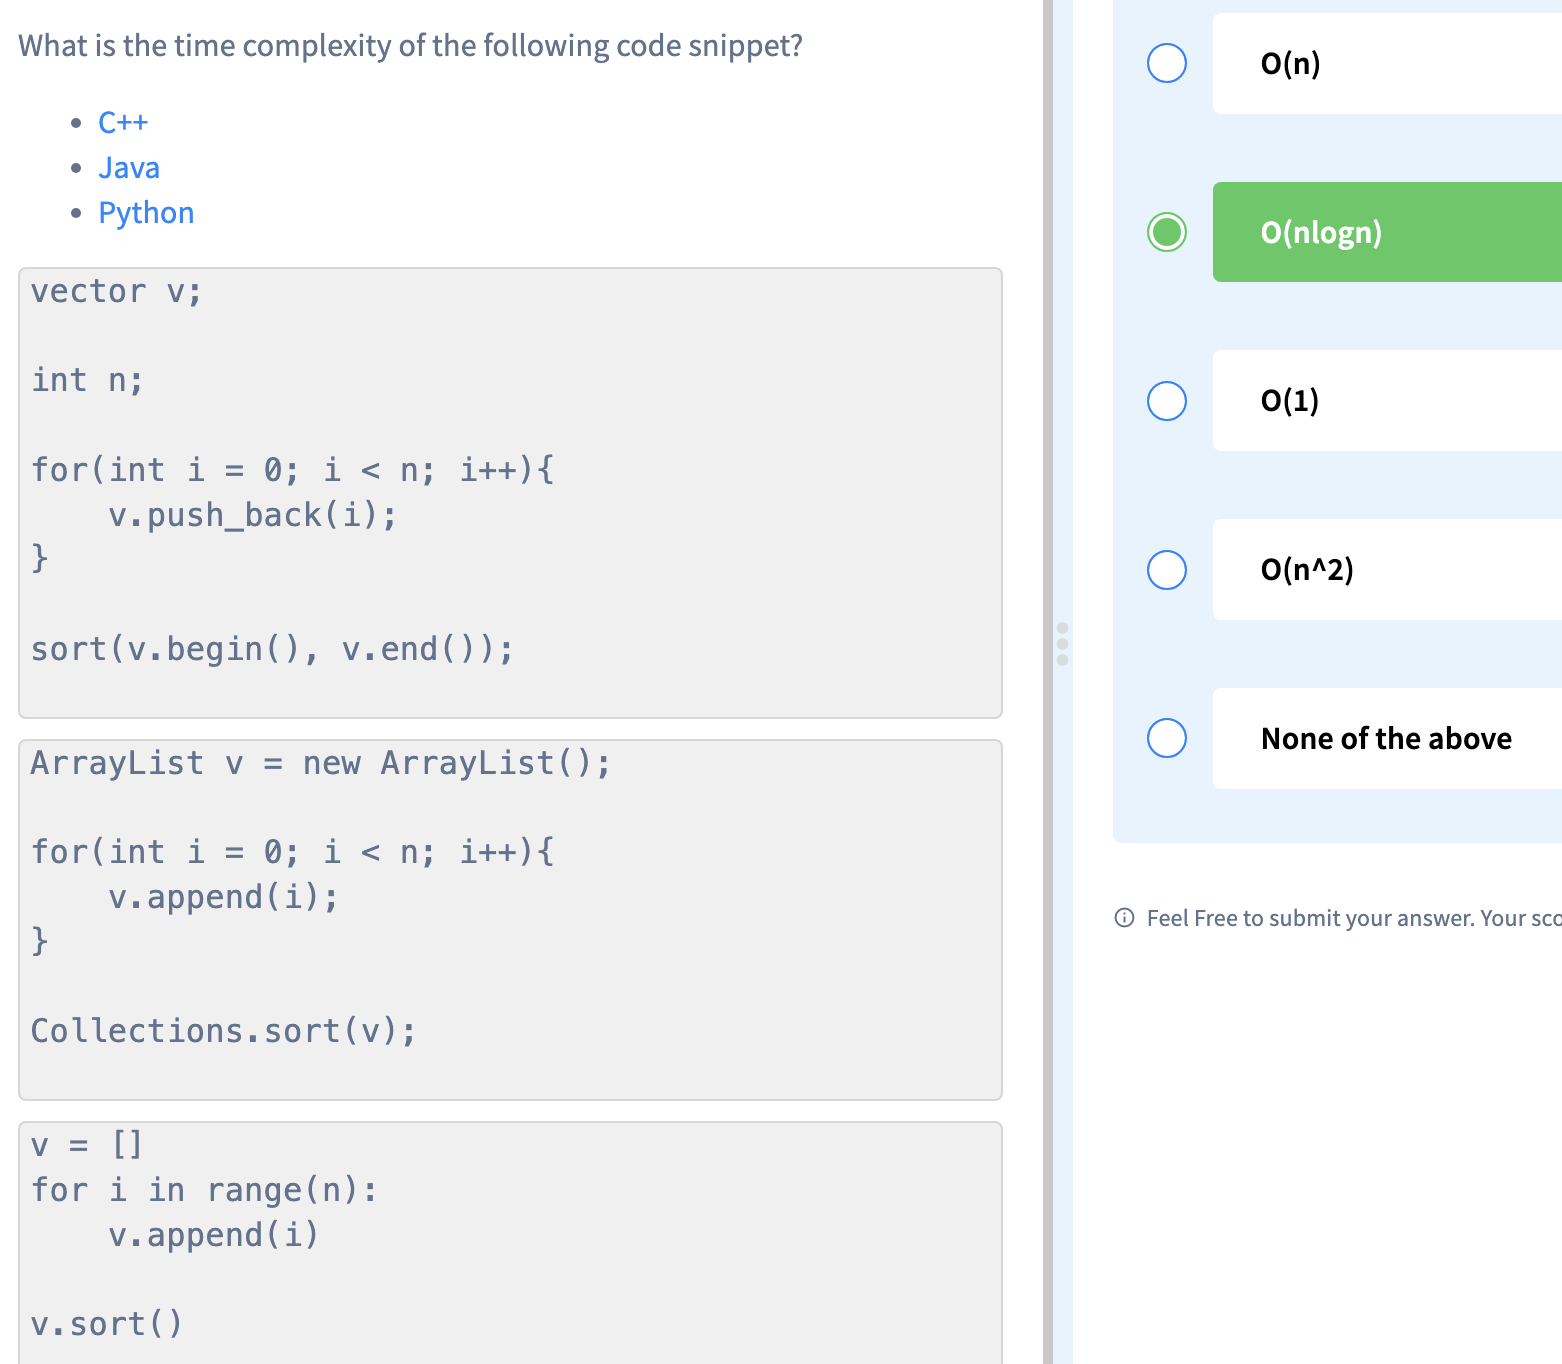 What is the time complexity of the following code snippet?
C++
Java
Python
vector v;
int n;
for(int i = 0; i < n; i++){
    v.push_back(i);
}
sort(v.begin(), v.end());
ArrayList v = new ArrayList();
for(int i = 0; i < n; i++){
    v.append(i);
}
Collections.sort(v);
v = []
for i in range(n):
    v.append(i)
v.sort()
O(n)
O(nlogn)
O(1)
O(n^2)
None of the above
Feel Free to submit your answer. Your sco